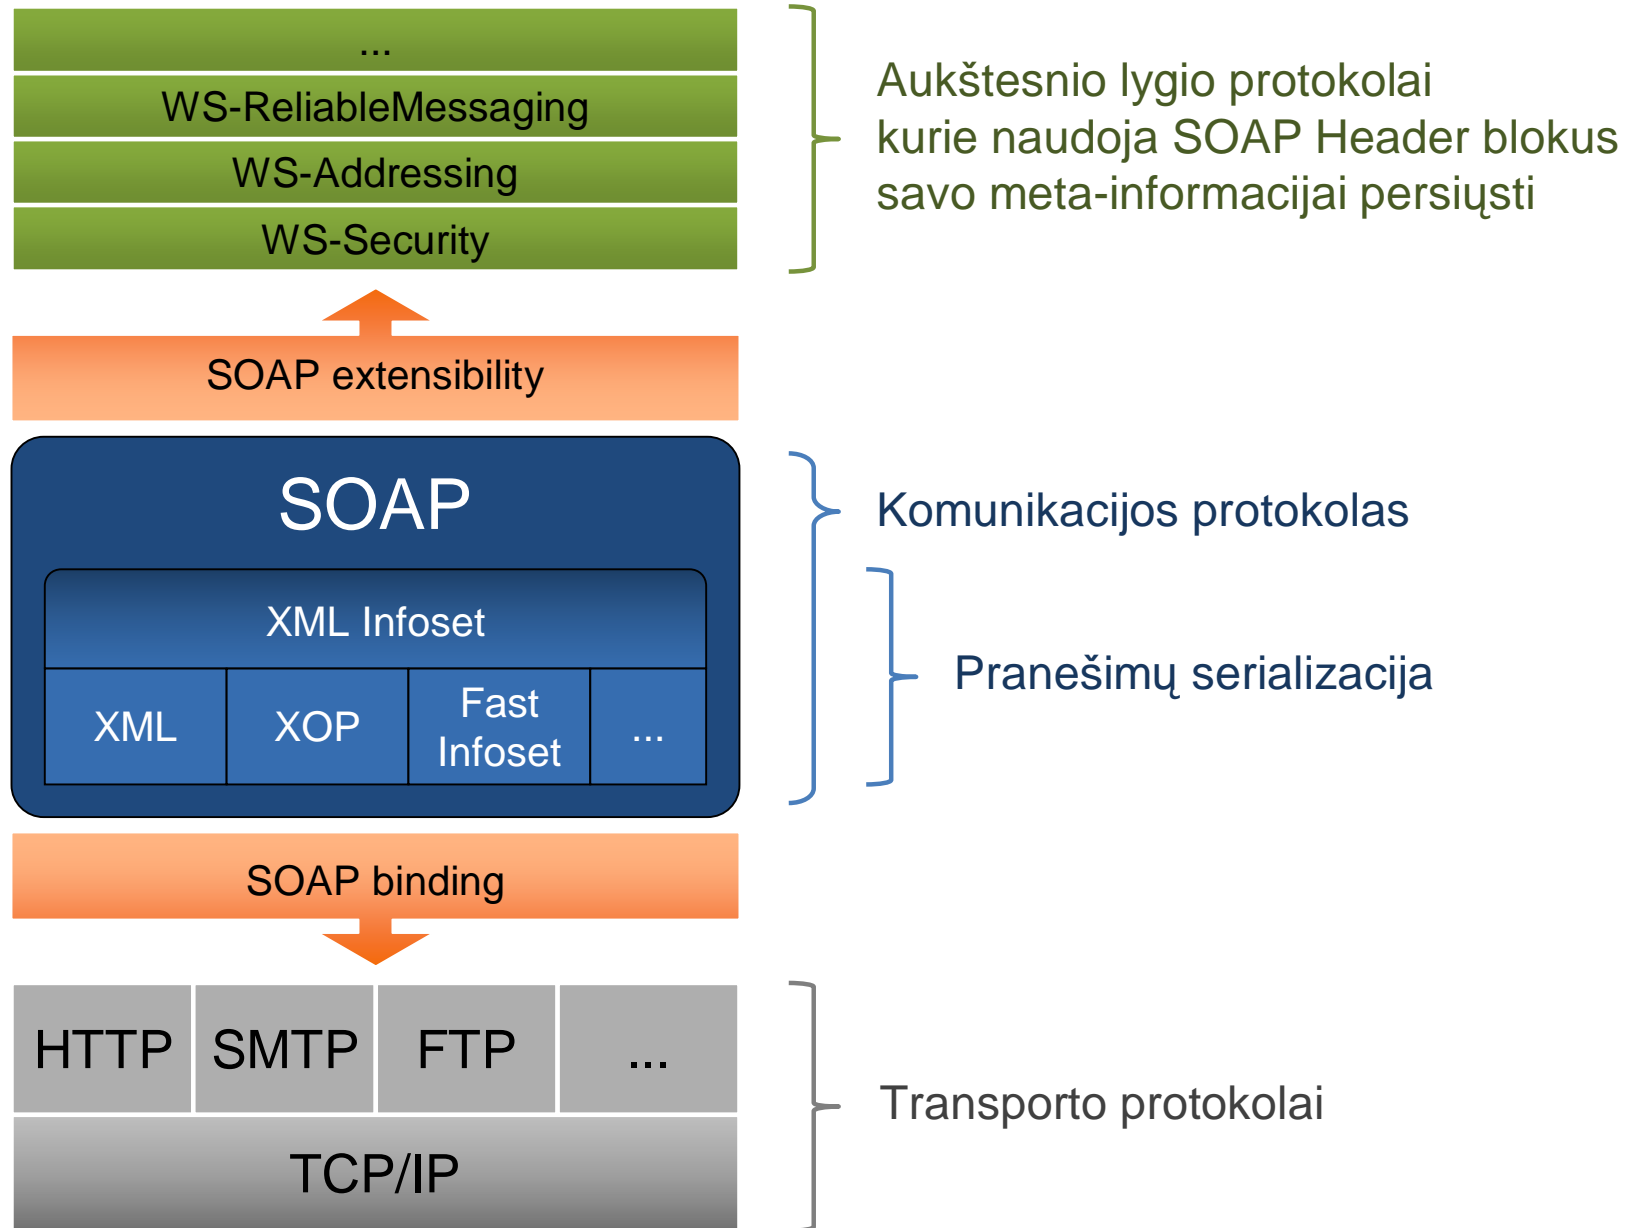 ...
WS-ReliableMessaging
WS-Addressing
WS-Security
Aukštesnio lygio protokolai
kurie naudoja SOAP Header blokus
savo meta-informacijai persiųsti
SOAP extensibility
SOAP
Komunikacijos protokolas
XML Infoset
XML
XOP
Fast
Infoset
...
Pranešimų serializacija
SOAP binding
HTTP
SMTP
FTP
...
TCP/IP
Transporto protokolai